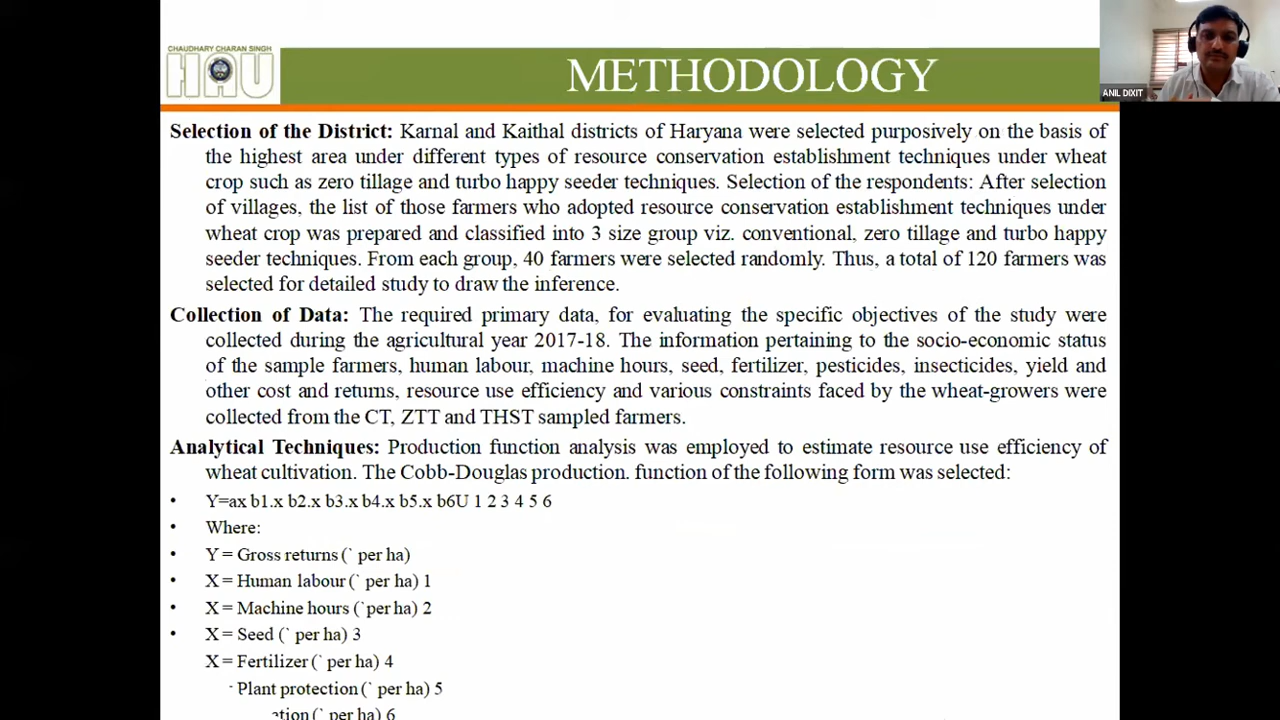 CHAUDHARY CHARAN SINGH
HAU
METHODOLOGY
ANIL DIXIT
Selection of the District: Karnal and Kaithal districts of Haryana were selected purposively on the basis of
the highest area under different types of resource conservation establishment techniques under wheat
crop such as zero tillage and turbo happy seeder techniques. Selection of the respondents: After selection
of villages, the list of those farmers who adopted resource conservation establishment techniques under
wheat crop was prepared and classified into 3 size group viz. conventional, zero tillage and turbo happy
seeder techniques. From each group, 40 farmers were selected randomly. Thus, a total of 120 farmers was
selected for detailed study to draw the inference.
Collection of Data: The required primary data, for evaluating the specific objectives of the study were
collected during the agricultural year 2017-18. The information pertaining to the socio-economic status
of the sample farmers, human labour, machine hours, seed, fertilizer, pesticides, insecticides, yield and
other cost and returns, resource use efficiency and various constraints faced by the wheat-growers were
collected from the CT, ZTT and THST sampled farmers.
Analytical Techniques: Production function analysis was employed to estimate resource use efficiency of
wheat cultivation. The Cobb-Douglas production. function of the following form was selected:
• Y=ax b1.x b2.x b3.x b4.x b5.x b6U 1 2 3 4 5 6
• Where:
• Y = Gross returns (` per ha)
• X = Human labour (` per ha) 1
• X = Machine hours (`per ha) 2
• X = Seed (` per ha) 3
X = Fertilizer (` per ha) 4
Plant protection (` per ha) 5
(` per ha) 6